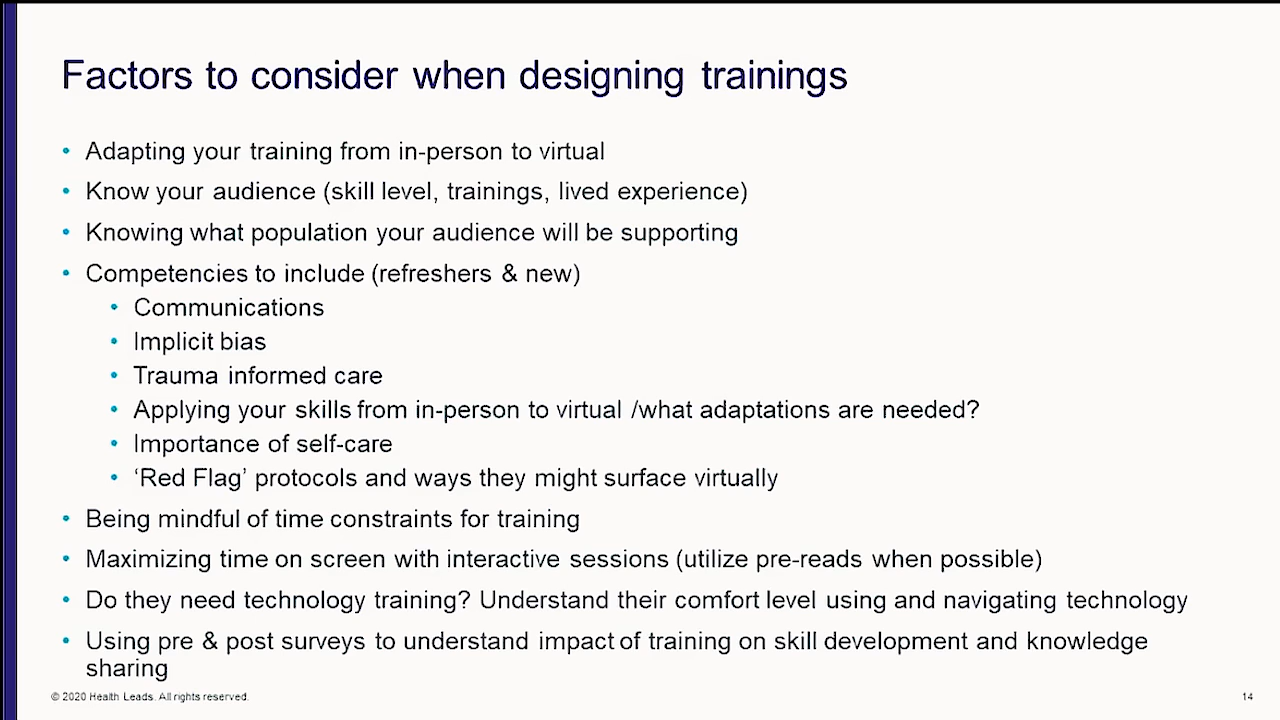 Factors to consider when designing trainings
• Adapting your training from in-person to virtual
• Know your audience (skill level, trainings, lived experience)
• Knowing what population your audience will be supporting
• Competencies to include (refreshers & new)
• Communications
• Implicit bias
• Trauma informed care
• Applying your skills from in-person to virtual /what adaptations are needed?
• Importance of self-care
• ‘Red Flag’ protocols and ways they might surface virtually
• Being mindful of time constraints for training
• Maximizing time on screen with interactive sessions (utilize pre-reads when possible)
• Do they need technology training? Understand their comfort level using and navigating technology
• Using pre & post surveys to understand impact of training on skill development and knowledge
sharing
© 2020 Health Leads. All rights reserved.
14